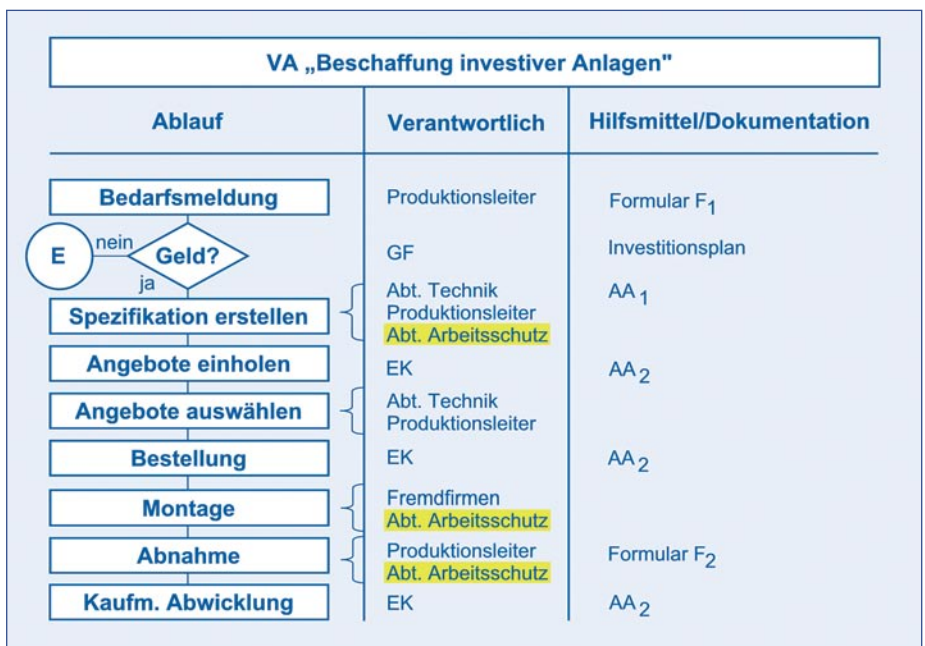 VA „Beschaffung investiver Anlagen"
Ablauf Verantwortlich Hilfsmittel/Dokumentation
Bedarfsmeldung Produktionsleiter Formular F1
E nein Geld? GF Investitionsplan
ja
Spezifikation erstellen Abt. Technik AA1
Produktionsleiter
Abt. Arbeitsschutz
Angebote einholen EK AA2
Angebote auswählen Abt. Technik
Produktionsleiter
Bestellung EK AA2
Montage Fremdfirmen
Abt. Arbeitsschutz
Abnahme Produktionsleiter Formular F2
Abt. Arbeitsschutz
Kaufm. Abwicklung EK AA2